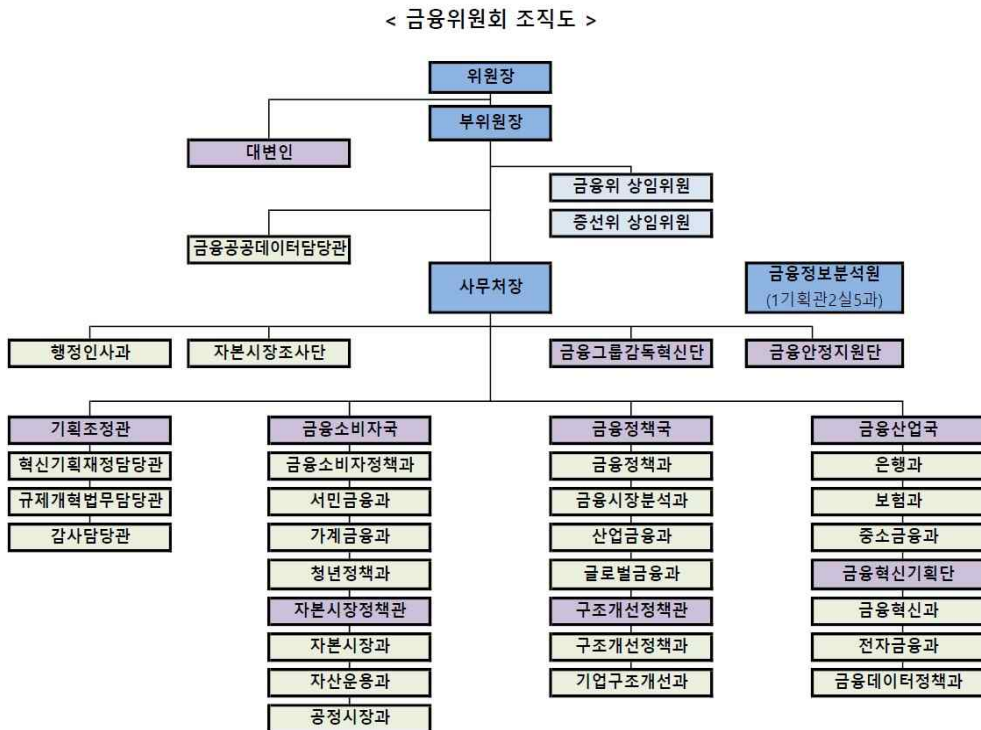 < 금융위원회 조직도 >
위원장
부위원장
대변인
금융위 상임위원
증선위 상임위원
금융공공데이터담당관
사무처장
금융정보분석원
(1기획관2실5과)
행정인사과
자본시장조사단
금융그룹감독혁신단
금융안정지원단
기획조정관
혁신기획재정담당관
규제개혁법무담당관
감사담당관
금융소비자국
금융소비자정책과
서민금융과
가계금융과
청년정책과
자본시장정책관
자본시장과
자산운용과
공정시장과
금융정책국
금융정책과
금융시장분석과
산업금융과
글로벌금융과
구조개선정책관
구조개선정책과
기업구조개선과
금융산업국
은행과
보험과
중소금융과
금융혁신기획단
금융혁신과
전자금융과
금융데이터정책과